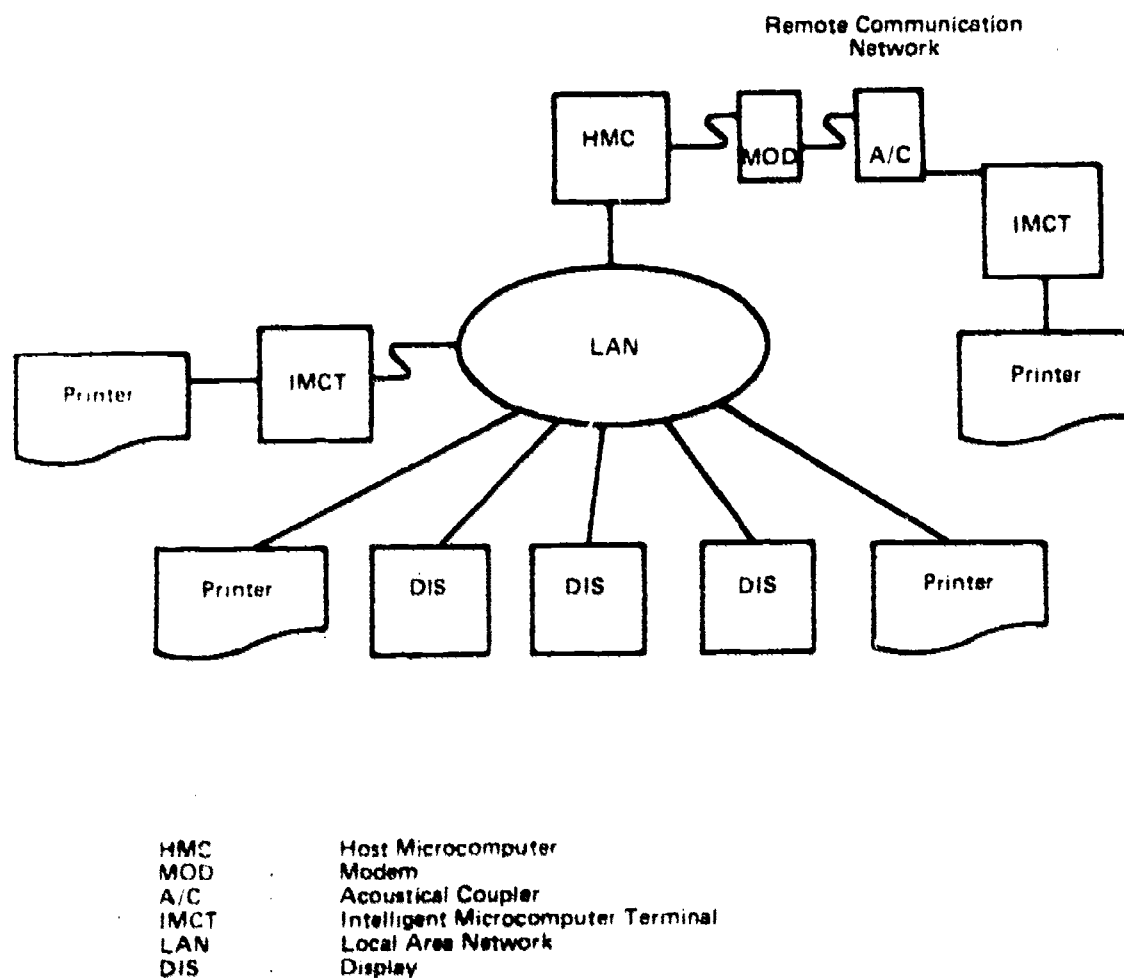 Remote Communication
Network
HMC
MOD
A/C
IMCT
LAN
IMCT
Printer
Printer
Printer
DIS
DIS
DIS
Printer
HMC Host Microcomputer
MOD Modem
A/C Acoustical Coupler
IMCT Intelligent Microcomputer Terminal
LAN Local Area Network
DIS Display